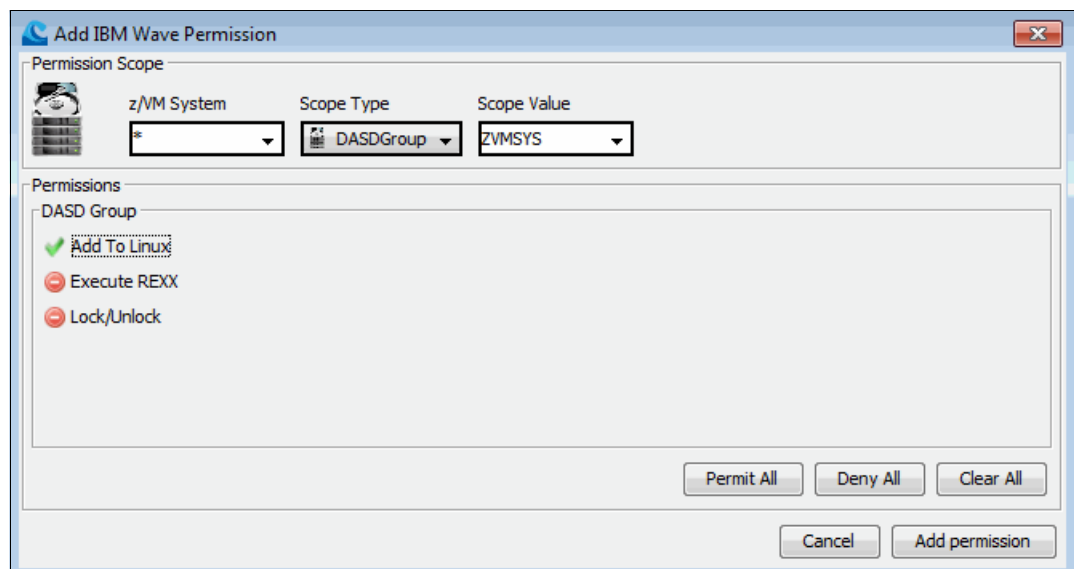 Add IBM Wave Permission
Permission Scope
z/VM System Scope Type Scope Value
* DASDGroup ZVMSYS
Permissions
DASD Group
Add To Linux
Execute REXX
Lock/Unlock
Permit All Deny All Clear All
Cancel Add permission